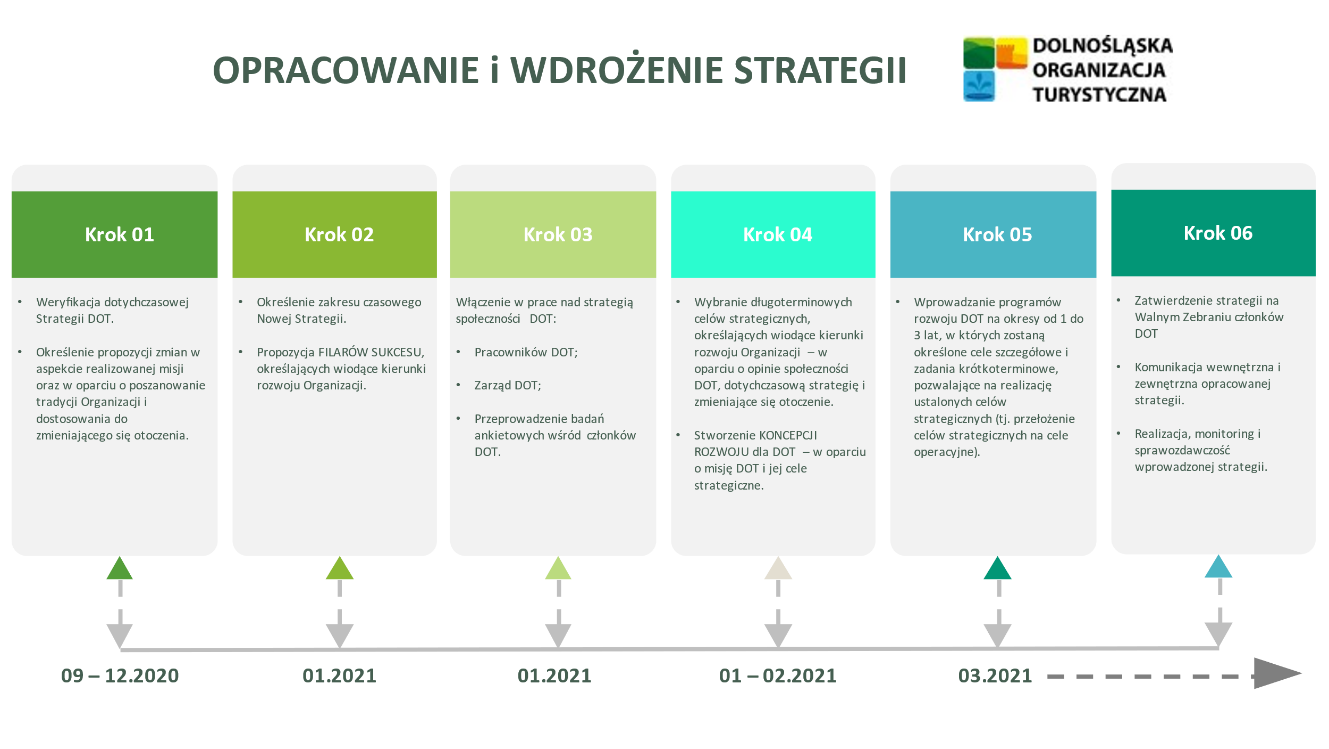 OPRACOWANIE i WDROŻENIE STRATEGII
DOLNOŚLĄSKA
ORGANIZACJA
TURYSTYCZNA
Krok 01
• Weryfikacja dotychczasowej
Strategii DOT.
• Określenie propozycji zmian w
aspekcie realizowanej misji
oraz w oparciu o poszanowanie
tradycji Organizacji i
dostosowania do
zmieniającego się otoczenia.
Krok 02
• Określenie zakresu czasowego
Nowej Strategii.
• Propozycja FILARÓW SUKCESU,
określających wiodące kierunki
rozwoju Organizacji.
Krok 03
Włączenie w prace nad strategią
społeczności DOT:
• Pracowników DOT;
• Zarząd DOT;
• Przeprowadzenie badań
ankietowych wśród członków
DOT.
Krok 04
• Wybranie długoterminowych
celów strategicznych,
określających wiodące kierunki
rozwoju Organizacji – w
oparciu o opinie społeczności
DOT, dotychczasową strategię i
zmieniające się otoczenie.
• Stworzenie KONCEPCJI
ROZWOJU dla DOT – w oparciu
o misję DOT i jej cele
strategiczne.
Krok 05
• Wprowadzanie programów
rozwoju DOT na okresy od 1 do
3 lat, w których zostaną
określone cele szczegółowe i
zadania krótkoterminowe,
pozwalające na realizację
ustalonych celów
strategicznych (tj. przełożenie
celów strategicznych na cele
operacyjne).
Krok 06
• Zatwierdzenie strategii na
Walnym Zebraniu członków
DOT
• Komunikacja wewnętrzna i
zewnętrzna opracowanej
strategii.
• Realizacja, monitoring i
sprawozdawczość
wprowadzonej strategii.
09 – 12.2020
01.2021
01.2021
01 – 02.2021
03.2021